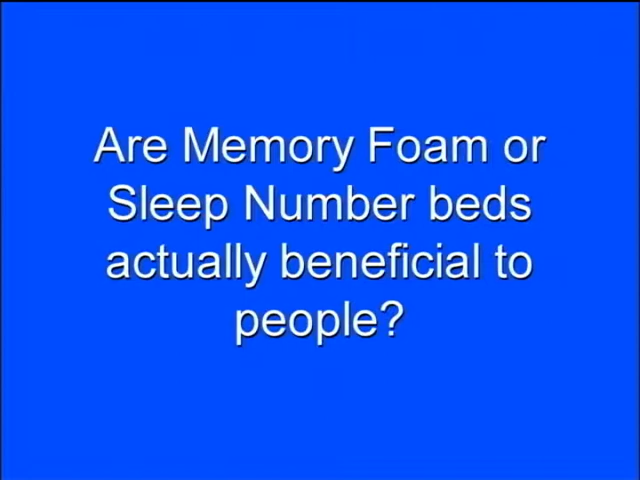 Are Memory Foam or
Sleep Number beds
actually beneficial to
people?